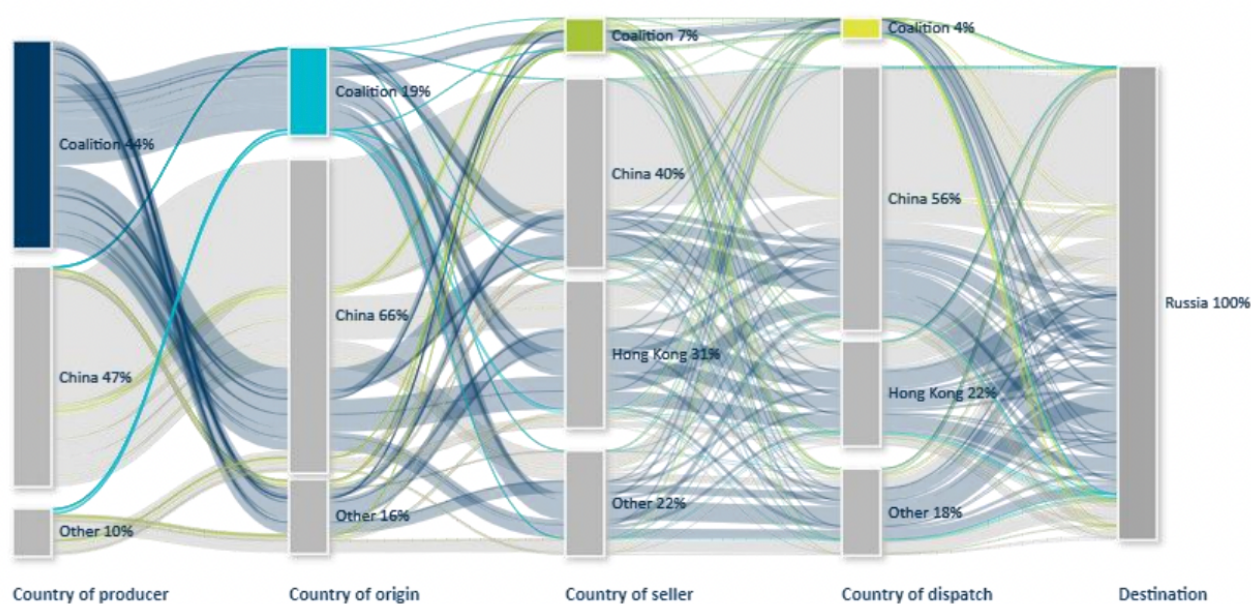 Coalition 44%
China 47%
Other 10%
Coalition 19%
China 66%
Other 16%
Coalition 7%
China 40%
Hong Kong 31%
Other 22%
Coalition 4%
China 56%
Hong Kong 22%
Other 18%
Russia 100%
Country of producer
Country of origin
Country of seller
Country of dispatch
Destination